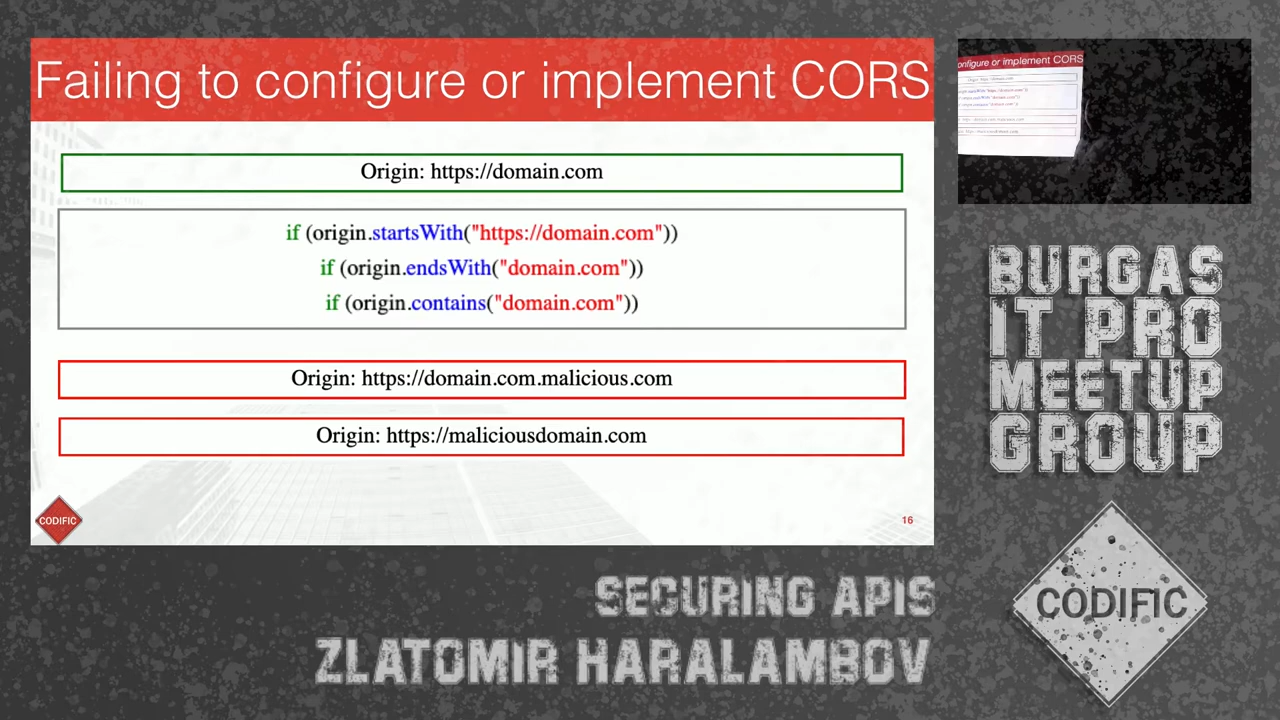 Failing to configure or implement CORS
Origin: https://domain.com
if (origin.startsWith("https://domain.com"))
if (origin.endsWith("domain.com"))
if (origin.contains("domain.com"))
Origin: https://domain.com.malicious.com
Origin: https://maliciousdomain.com
CODIFIC
16
onfigure or implement CORS
BURGAS
IT PRO
MEETUP
GROUP
SECURING APIS
ZLATOMIR HARALAMBOV
CODIFIC